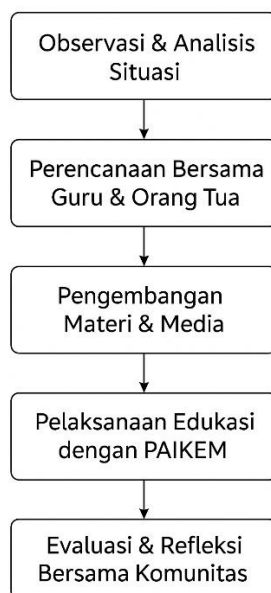 Observasi & Analisis
Situasi
Perencanaan Bersama
Guru & Orang Tua
Pengembangan
Materi & Media
Pelaksanaan Edukasi
dengan PAIKEM
Evaluasi & Refleksi
Bersama Komunitas